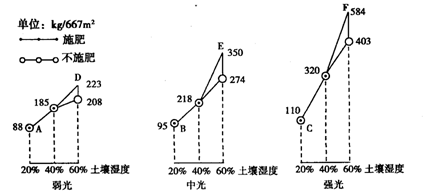 单位：kg/667m²
施肥
不施肥
D
223
208
185
88 A
20% 40% 60% 土壤湿度
弱光
E
350
274
218
95 B
20% 40% 60% 土壤湿度
中光
F
584
403
320
110
C
20% 40% 60% 土壤湿度
强光